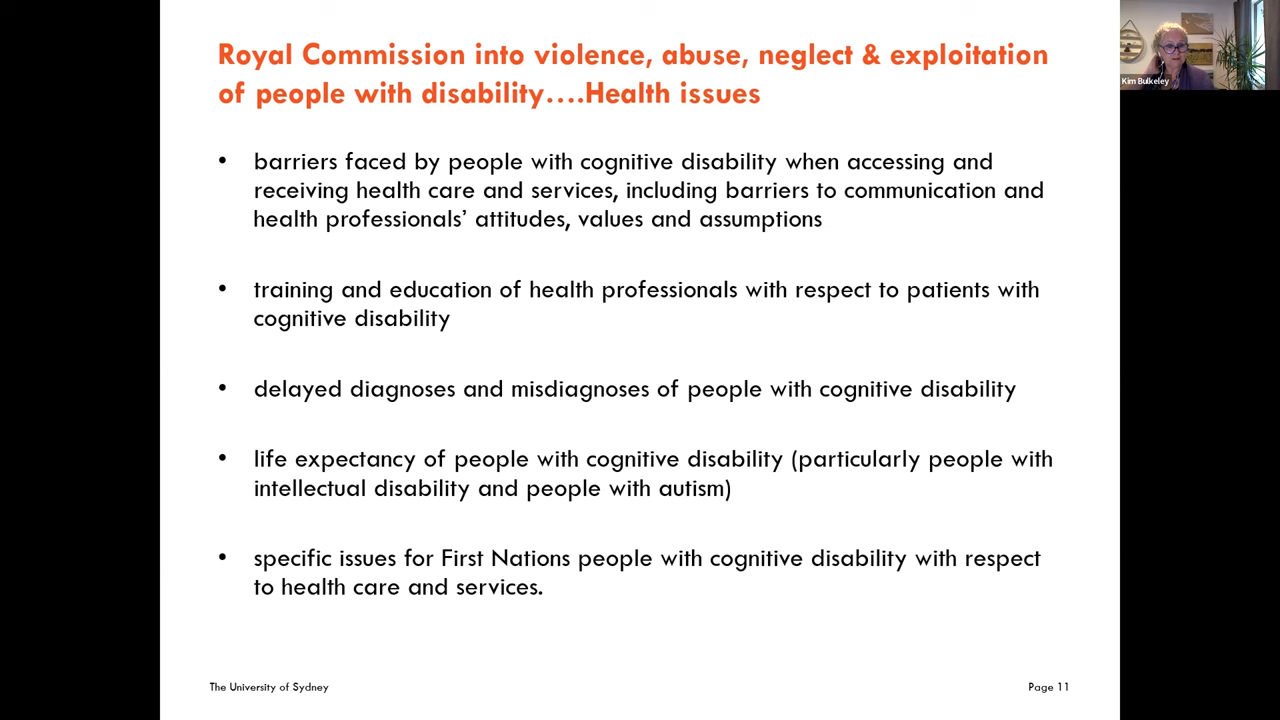 Royal Commission into violence, abuse, neglect & exploitation
of people with disability….Health issues
• barriers faced by people with cognitive disability when accessing and
receiving health care and services, including barriers to communication and
health professionals’ attitudes, values and assumptions
• training and education of health professionals with respect to patients with
cognitive disability
• delayed diagnoses and misdiagnoses of people with cognitive disability
• life expectancy of people with cognitive disability (particularly people with
intellectual disability and people with autism)
• specific issues for First Nations people with cognitive disability with respect
to health care and services.
The University of Sydney
Page 11
Kim Bulkeley